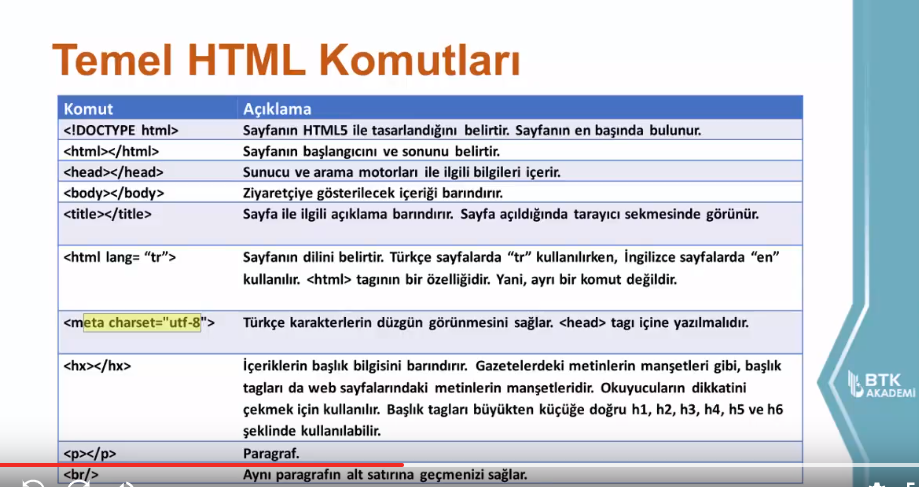 Temel HTML Komutları
Komut Açıklama
<!DOCTYPE html> Sayfanın HTML5 ile tasarlandığını belirtir. Sayfanın en başında bulunur.
<html></html> Sayfanın başlangıcını ve sonunu belirtir.
<head></head> Sunucu ve arama motorları ile ilgili bilgileri içerir.
<body></body> Ziyaretçiye gösterilecek içeriği barındırır.
<title></title> Sayfa ile ilgili açıklama barındırır. Sayfa açıldığında tarayıcı sekmesinde görünür.
<html lang= “tr”> Sayfanın dilini belirtir. Türkçe sayfalarda “tr” kullanılırken, İngilizce sayfalarda “en”
kullanılır. <html> tagının bir özelliğidir. Yani, ayrı bir komut değildir.
<meta charset="utf-8"> Türkçe karakterlerin düzgün görünmesini sağlar. <head> tagı içine yazılmalıdır.
<hx></hx> İçeriklerin başlık bilgisini barındırır. Gazetelerdeki metinlerin manşetleri gibi, başlık
tagları da web sayfalarındaki metinlerin manşetleridir. Okuyucuların dikkatini
çekmek için kullanılır. Başlık tagları büyükten küçüğe doğru h1, h2, h3, h4, h5 ve h6
şeklinde kullanılabilir.
<p></p> Paragraf.
<br/> Aynı paragrafın alt satırına geçmenizi sağlar.
BTK
AKADEMİ